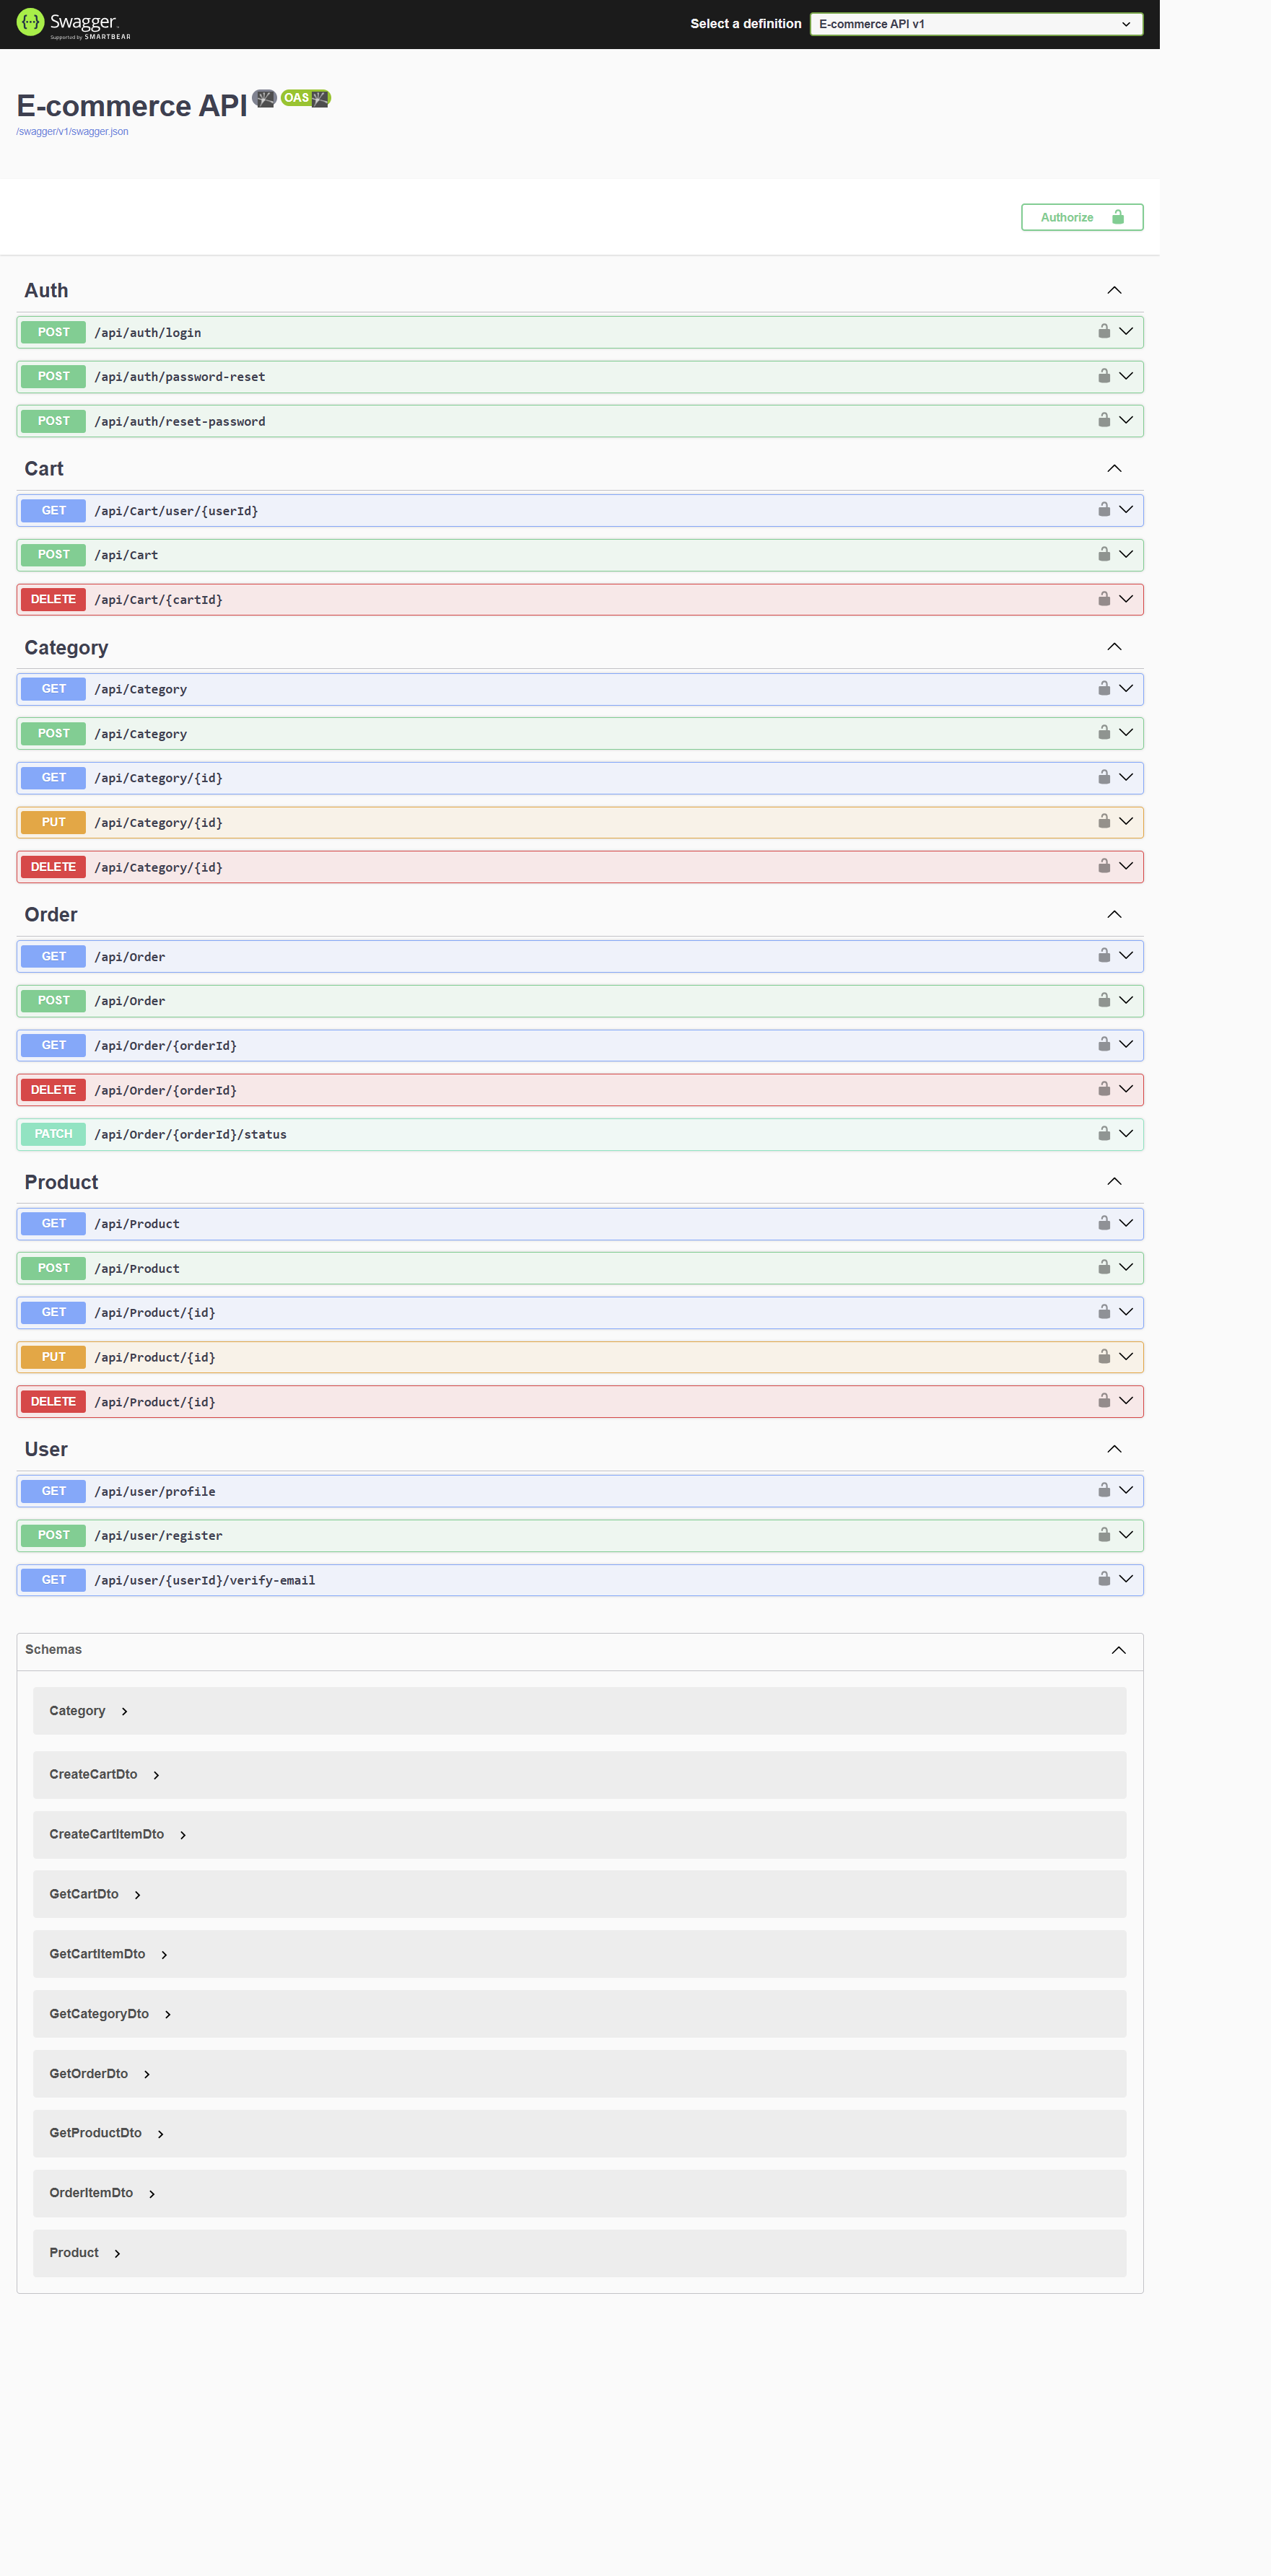 Swagger.
Supported by SMARTBEAR
Select a definition
E-commerce API v1
E-commerce API OAS
/swagger/v1/swagger.json
Authorize
Auth
POST /api/auth/login
POST /api/auth/password-reset
POST /api/auth/reset-password
Cart
GET /api/Cart/user/{userId}
POST /api/Cart
DELETE /api/Cart/{cartId}
Category
GET /api/Category
POST /api/Category
GET /api/Category/{id}
PUT /api/Category/{id}
DELETE /api/Category/{id}
Order
GET /api/Order
POST /api/Order
GET /api/Order/{orderId}
DELETE /api/Order/{orderId}
PATCH /api/Order/{orderId}/status
Product
GET /api/Product
POST /api/Product
GET /api/Product/{id}
PUT /api/Product/{id}
DELETE /api/Product/{id}
User
GET /api/user/profile
POST /api/user/register
GET /api/user/{userId}/verify-email
Schemas
Category
CreateCartDto
CreateCartItemDto
GetCartDto
GetCartItemDto
GetCategoryDto
GetOrderDto
GetProductDto
OrderItemDto
Product